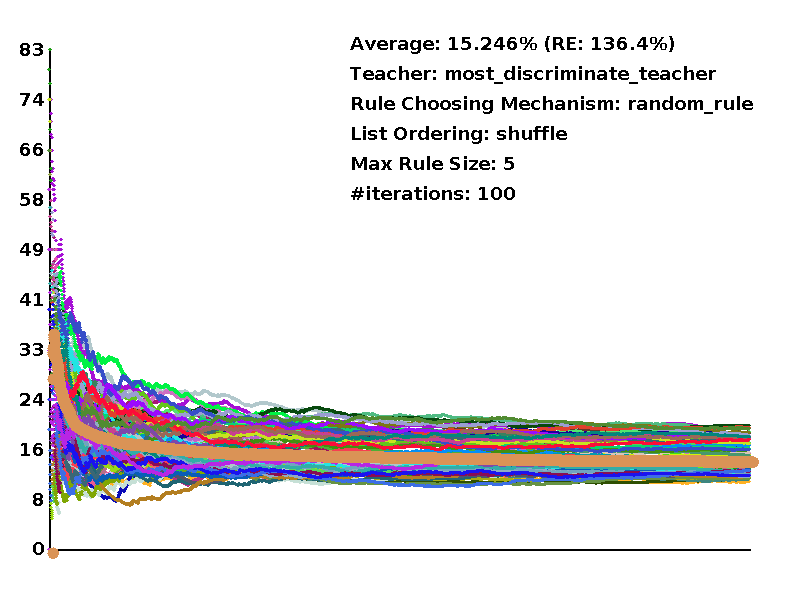 83
Average: 15.246% (RE: 136.4%)
Teacher: most_discriminate_teacher
74
Rule Choosing Mechanism: random_rule
List Ordering: shuffle
66
Max Rule Size: 5
58
#iterations: 100
49
41
33
24
16
8
0